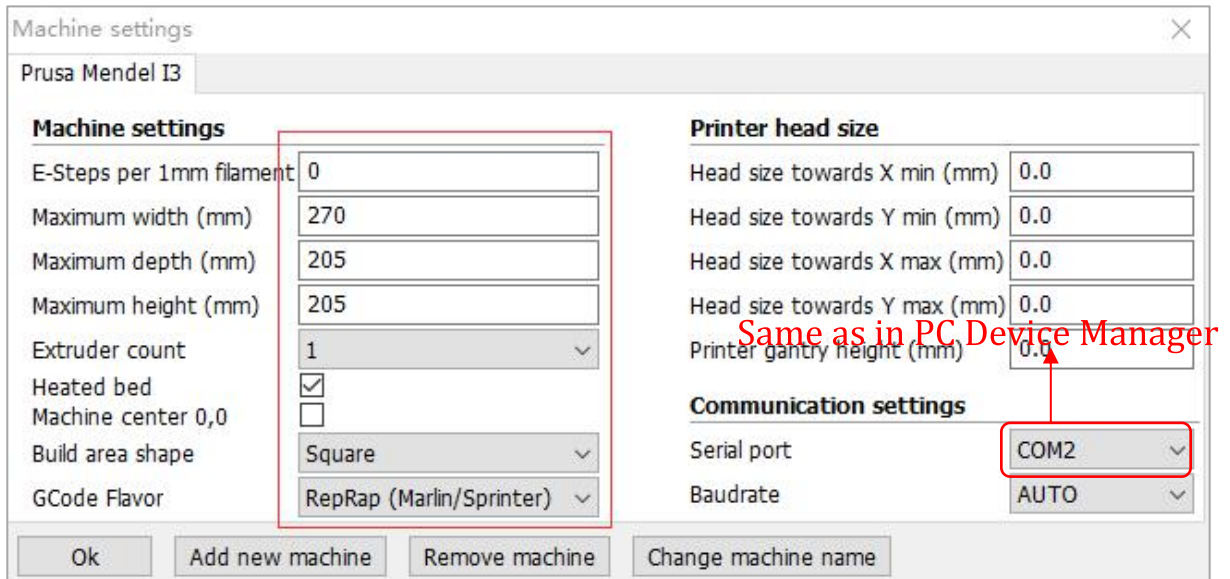 Machine settings
Prusa Mendel I3
Machine settings
E-Steps per 1mm filament 0
Maximum width (mm) 270
Maximum depth (mm) 205
Maximum height (mm) 205
Extruder count 1
Heated bed
Machine center 0,0
Build area shape Square
GCode Flavor RepRap (Marlin/Sprinter)
Printer head size
Head size towards X min (mm) 0.0
Head size towards Y min (mm) 0.0
Head size towards X max (mm) 0.0
Head size towards Y max (mm) 0.0
Same as in PC Device Manager
Printer gantry height (mm) 0.0
Communication settings
Serial port COM2
Baudrate AUTO
Ok Add new machine Remove machine Change machine name